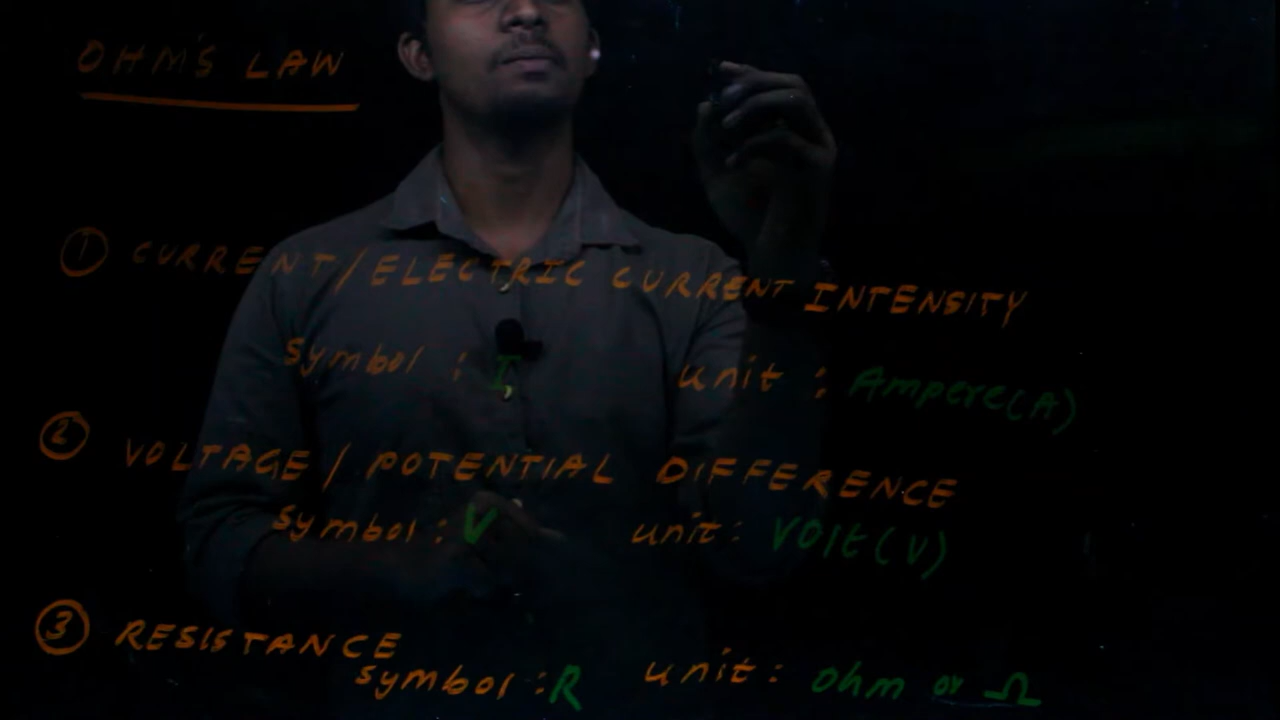 OHM'S LAW
1 CURRENT/ELECTRIC CURRENT INTENSITY
symbol : I, unit : Ampere(A)
2 VOLTAGE / POTENTIAL DIFFERENCE
symbol : V unit : Volt(V)
3 RESISTANCE
symbol : R unit : ohm or Ω